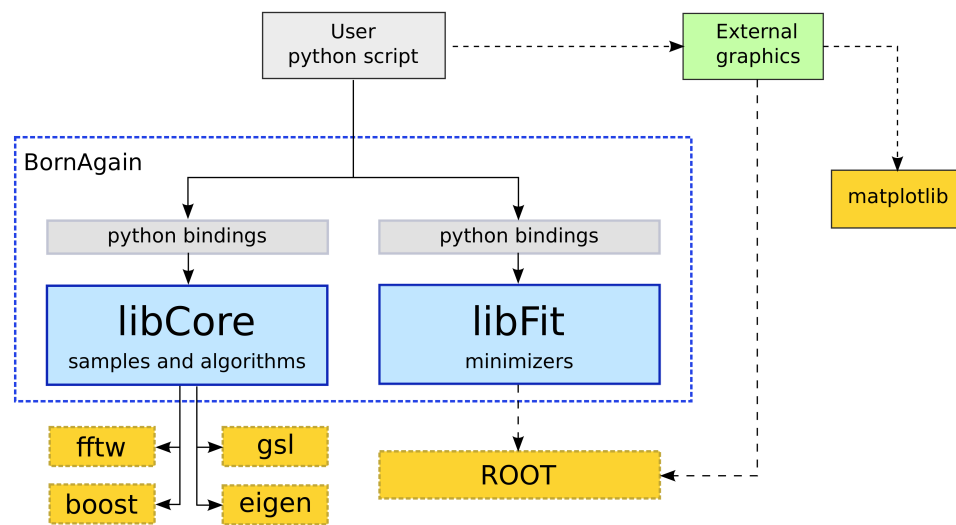 User
python script
External
graphics
BornAgain
matplotlib
python bindings
python bindings
libCore
samples and algorithms
libFit
minimizers
fftw
gsl
ROOT
boost
eigen